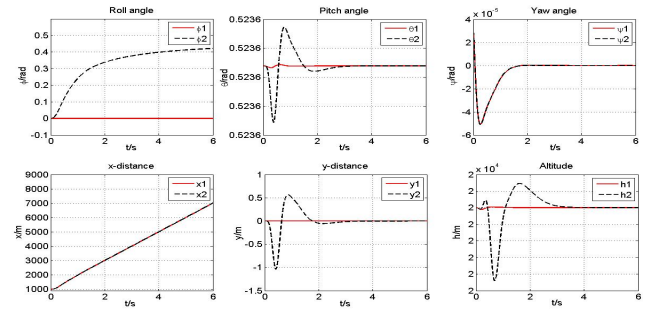 Roll angle
0.5
0.4
0.3
0.2
0.1
0
-0.1
ϕ/rad
ϕ1
ϕ2
0 2 4 6
t/s
Pitch angle
0.5236
0.5236
0.5236
0.5236
0.5236
θ/rad
θ1
θ2
0 2 4 6
t/s
Yaw angle
x 10⁻⁵
4
2
0
-2
-4
-6
ψ/rad
ψ1
ψ2
0 2 4 6
t/s
x-distance
9000
8000
7000
6000
5000
4000
3000
2000
1000
x/m
x1
x2
0 2 4 6
t/s
y-distance
1
0.5
0
-0.5
-1
-1.5
y/m
y1
y2
0 2 4 6
t/s
Altitude
x 10⁴
2
2
2
2
2
2
2
h/m
h1
h2
0 2 4 6
t/s